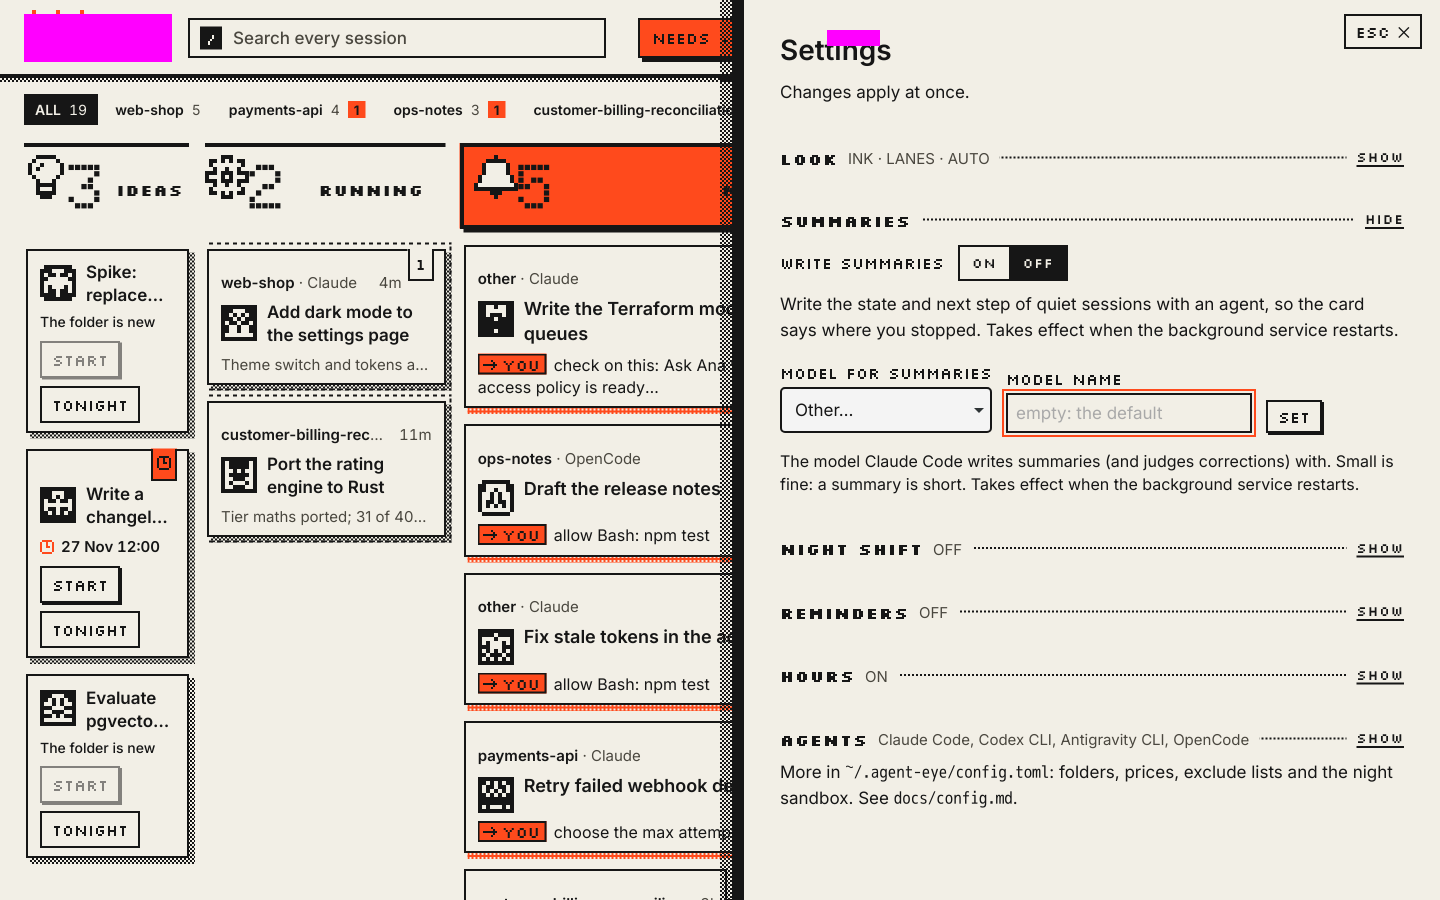 Search every session
NEEDS
ALL 19
web-shop 5
payments-api 4 1
ops-notes 3 1
3 IDEAS
2 RUNNING
5
Spike:
replace...
The folder is new
START
TONIGHT
Write a
changel...
27 Nov 12:00
START
TONIGHT
Evaluate
pgvecto...
The folder is new
START
TONIGHT
1
web-shop · Claude 4m
Add dark mode to
the settings page
Theme switch and tokens a...
customer-billing-rec... 11m
Port the rating
engine to Rust
Tier maths ported; 31 of 40...
other · Claude
Write the Terraform
queues
→ YOU check on this: Ask Ana
access policy is ready...
ops-notes · OpenCode
Draft the release notes
→ YOU allow Bash: npm test
other · Claude
Fix stale tokens in the
→ YOU allow Bash: npm test
payments-api · Claude
Retry failed webhook
→ YOU choose the max
ESC ×
Settings
Changes apply at once.
LOOK INK · LANES · AUTO SHOW
SUMMARIES HIDE
WRITE SUMMARIES ON OFF
Write the state and next step of quiet sessions with an agent, so the card
says where you stopped. Takes effect when the background service restarts.
MODEL FOR SUMMARIES MODEL NAME
Other... empty: the default SET
The model Claude Code writes summaries (and judges corrections) with. Small is
fine: a summary is short. Takes effect when the background service restarts.
NIGHT SHIFT OFF SHOW
REMINDERS OFF SHOW
HOURS ON SHOW
AGENTS Claude Code, Codex CLI, Antigravity CLI, OpenCode SHOW
More in ~/.agent-eye/config.toml: folders, prices, exclude lists and the night
sandbox. See docs/config.md.